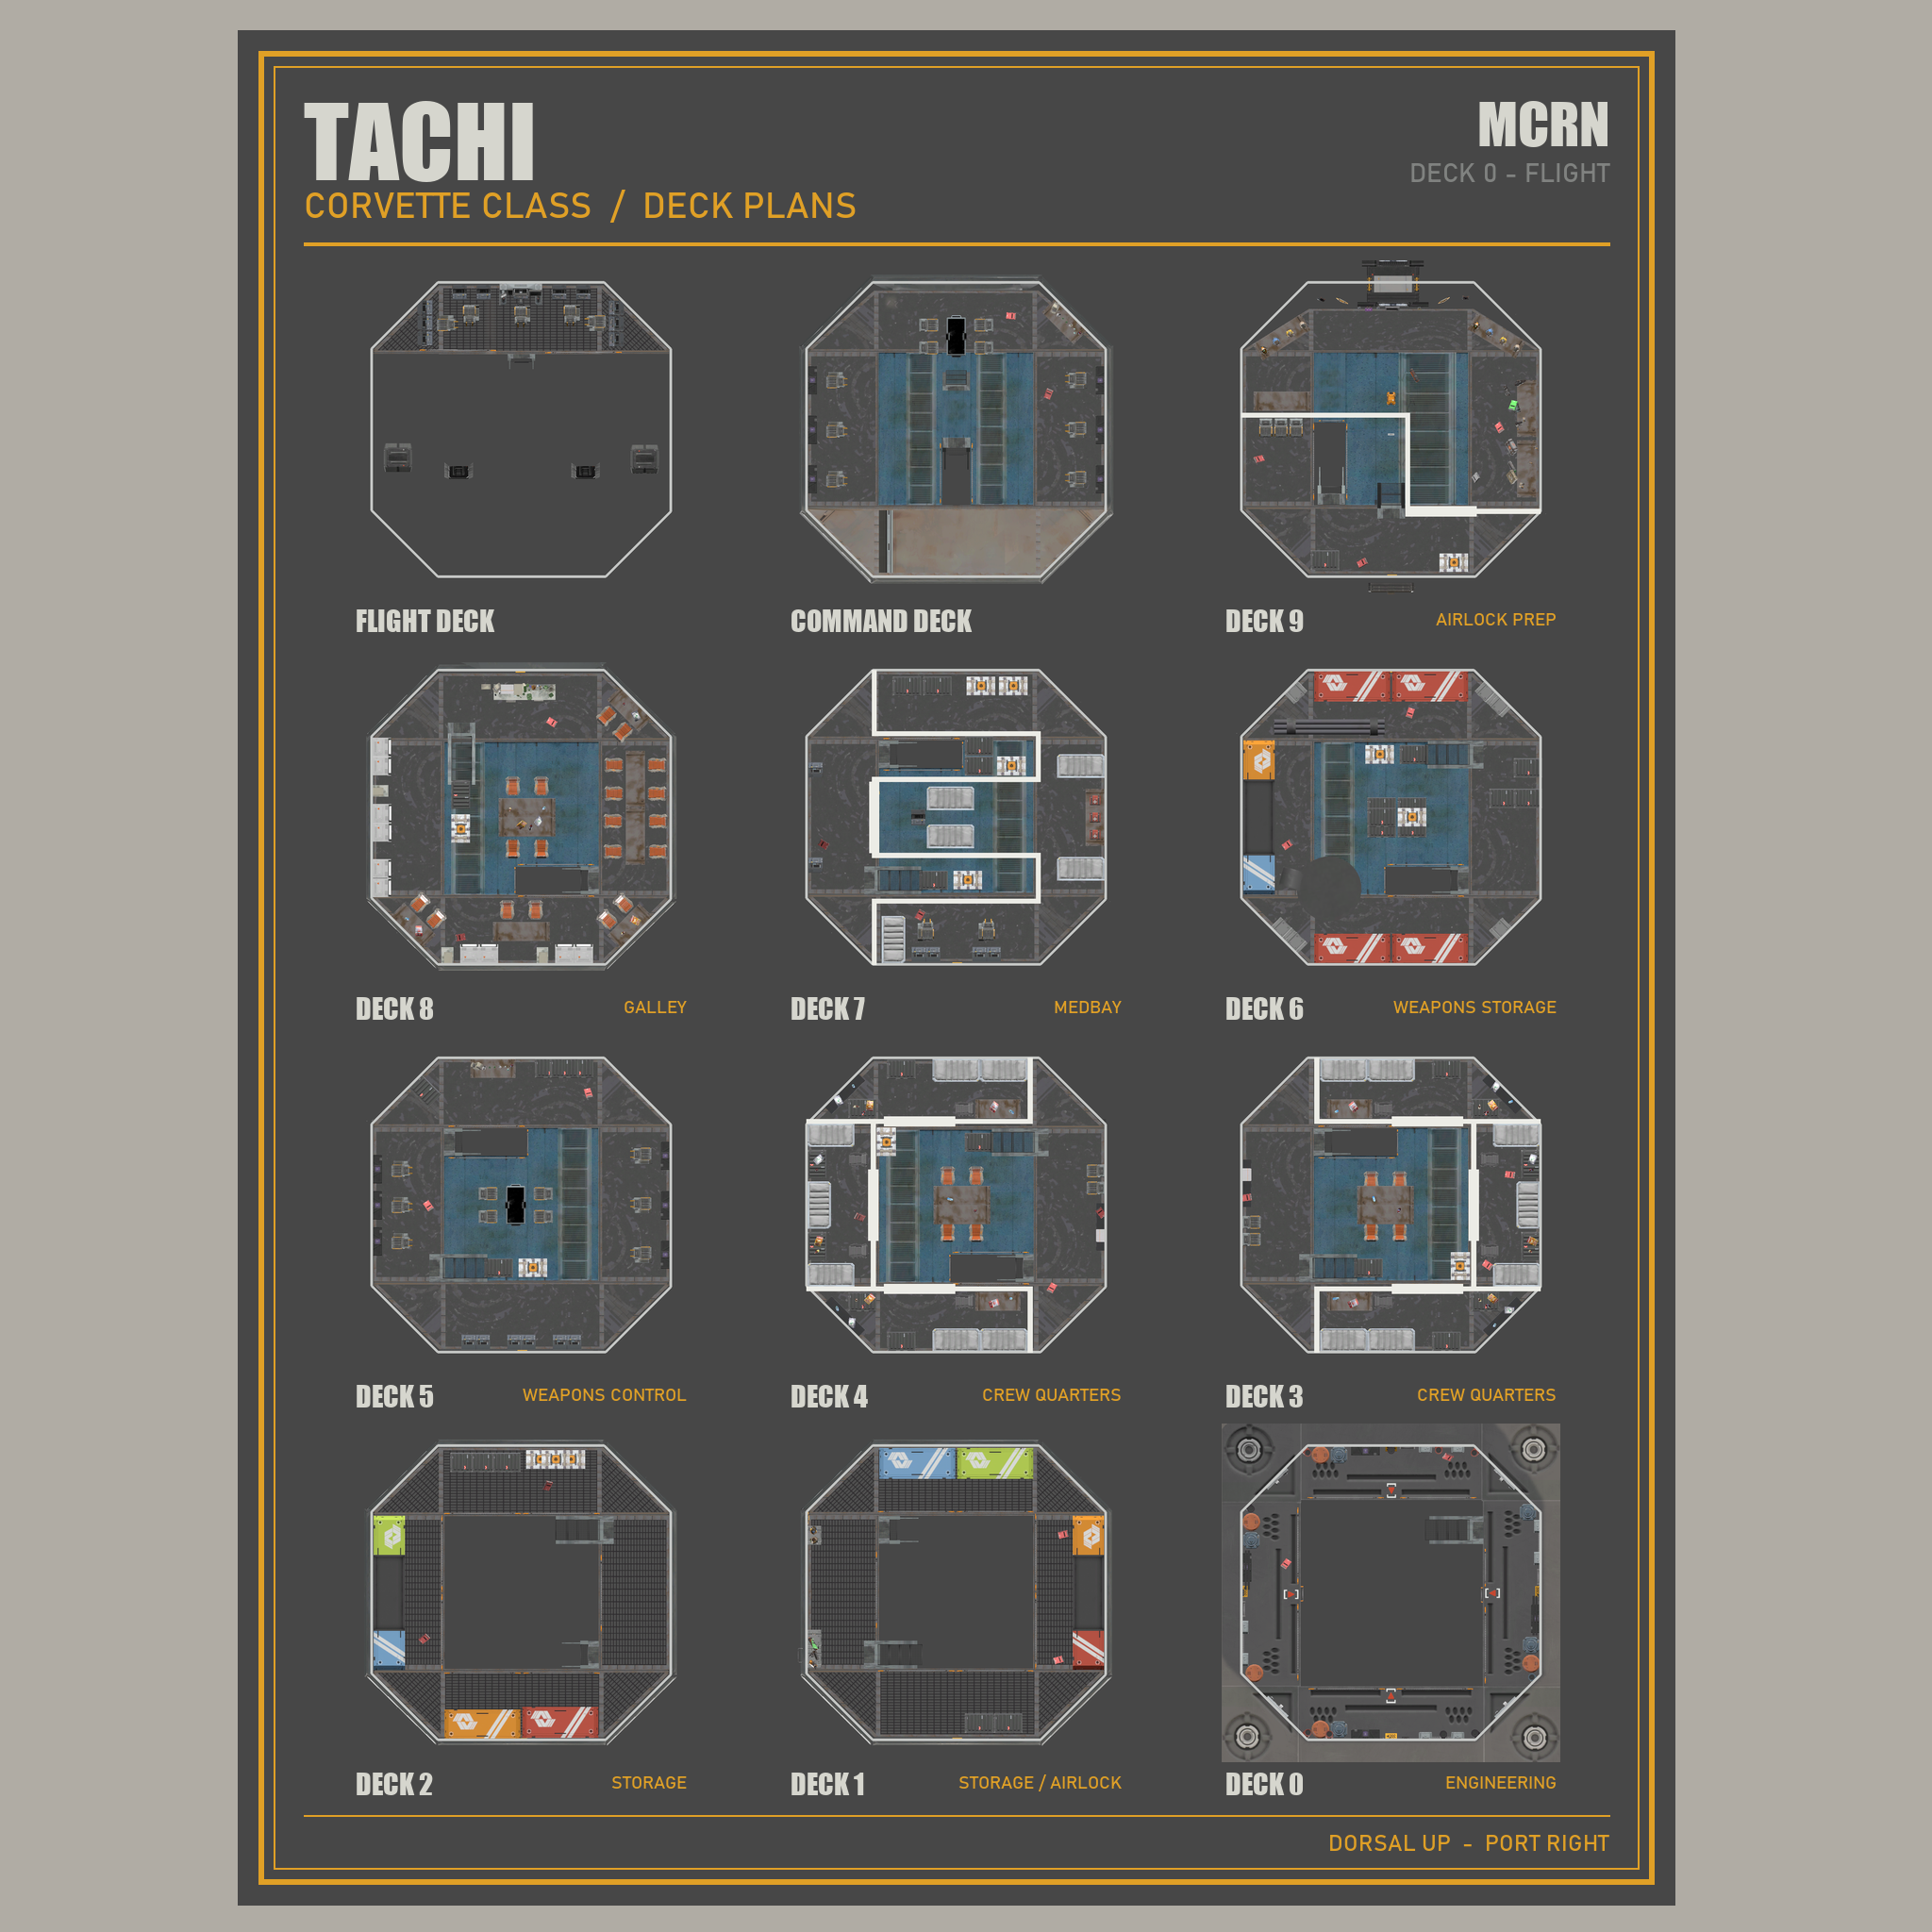 TACHI
MCRN
DECK 0 - FLIGHT
CORVETTE CLASS / DECK PLANS
FLIGHT DECK
COMMAND DECK
DECK 9
AIRLOCK PREP
DECK 8
GALLEY
DECK 7
MEDBAY
DECK 6
WEAPONS STORAGE
DECK 5
WEAPONS CONTROL
DECK 4
CREW QUARTERS
DECK 3
CREW QUARTERS
DECK 2
STORAGE
DECK 1
STORAGE / AIRLOCK
DECK 0
ENGINEERING
DORSAL UP - PORT RIGHT